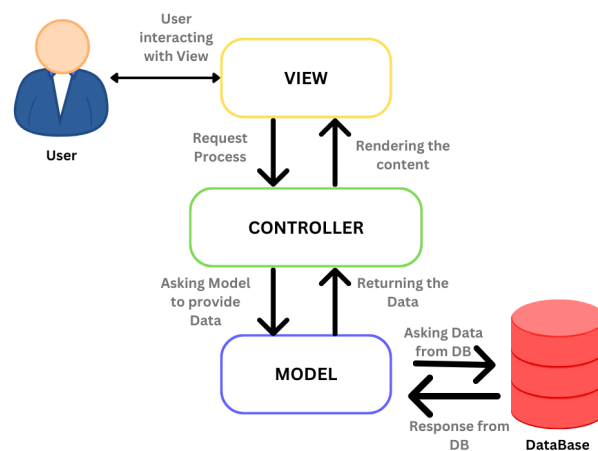 User
interacting
with View
VIEW
User
Request
Process
Rendering the
content
CONTROLLER
Asking Model
to provide
Data
Returning the
Data
MODEL
Asking Data
from DB
Response from
DB
DataBase